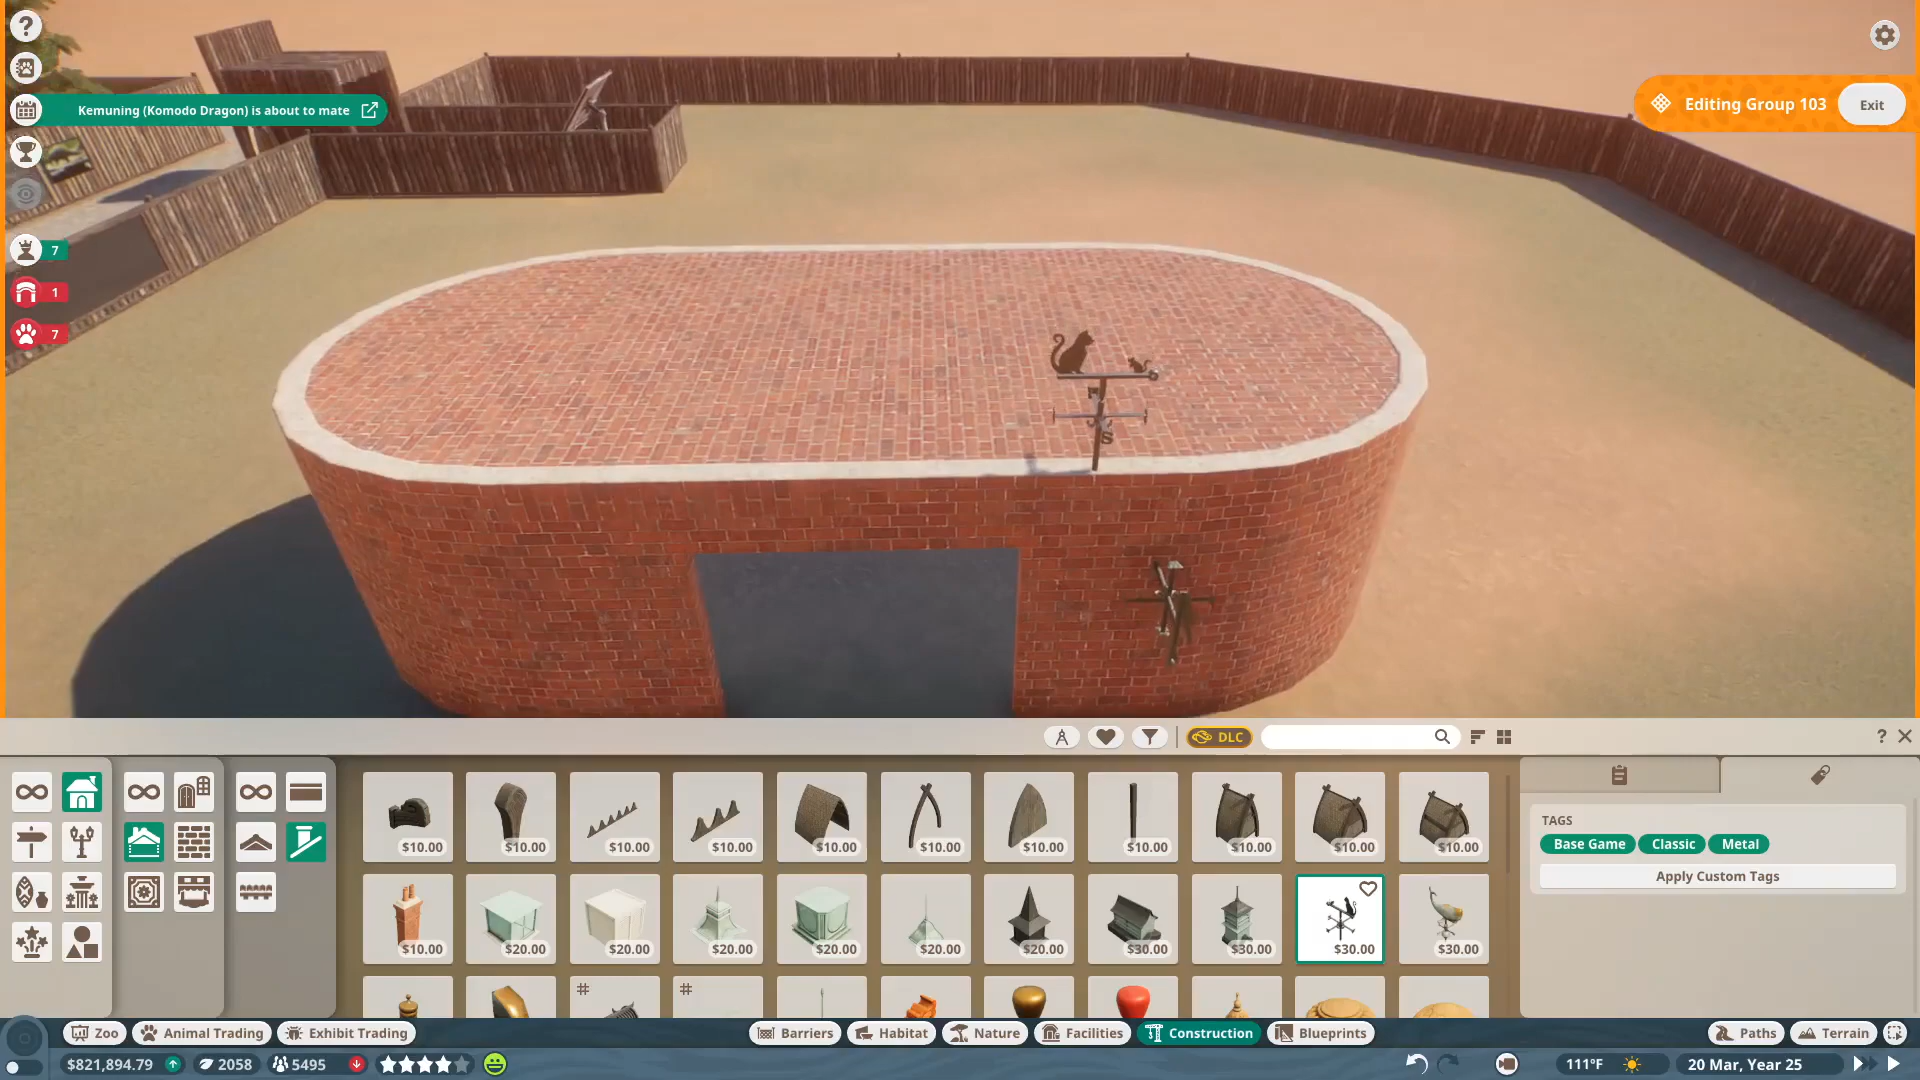 Kemuning (Komodo Dragon) is about to mate
Editing Group 103
Exit
7
1
7
S
DLC
?
TAGS
Base Game
Classic
Metal
Apply Custom Tags
$10.00
$10.00
$10.00
$10.00
$10.00
$10.00
$10.00
$10.00
$10.00
$10.00
$10.00
$10.00
$20.00
$20.00
$20.00
$20.00
$20.00
$20.00
$30.00
$30.00
$30.00
$30.00
#
#
Zoo
Animal Trading
Exhibit Trading
Barriers
Habitat
Nature
Facilities
Construction
Blueprints
Paths
Terrain
$821,894.79
2058
5495
111°F
20 Mar, Year 25